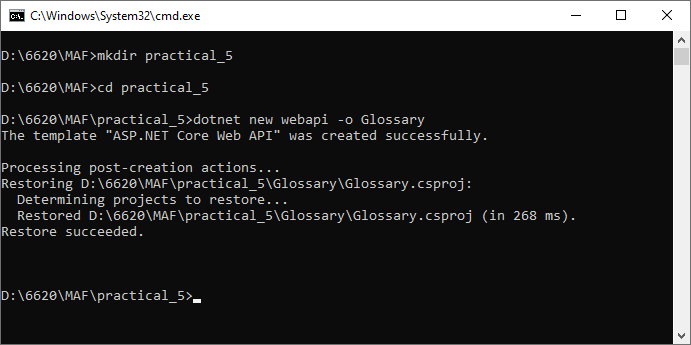 C:\Windows\System32\cmd.exe
D:\6620\MAF>mkdir practical_5
D:\6620\MAF>cd practical_5
D:\6620\MAF\practical_5>dotnet new webapi -o Glossary
The template "ASP.NET Core Web API" was created successfully.
Processing post-creation actions...
Restoring D:\6620\MAF\practical_5\Glossary\Glossary.csproj:
  Determining projects to restore...
  Restored D:\6620\MAF\practical_5\Glossary\Glossary.csproj (in 268 ms).
Restore succeeded.
D:\6620\MAF\practical_5>